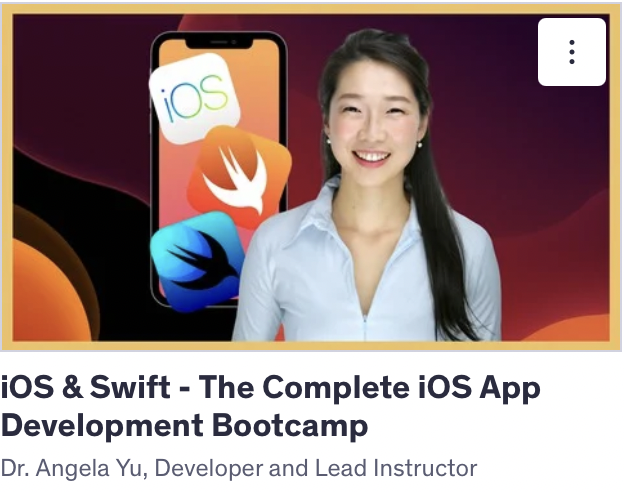 iOS
iOS & Swift - The Complete iOS App
Development Bootcamp
Dr. Angela Yu, Developer and Lead Instructor